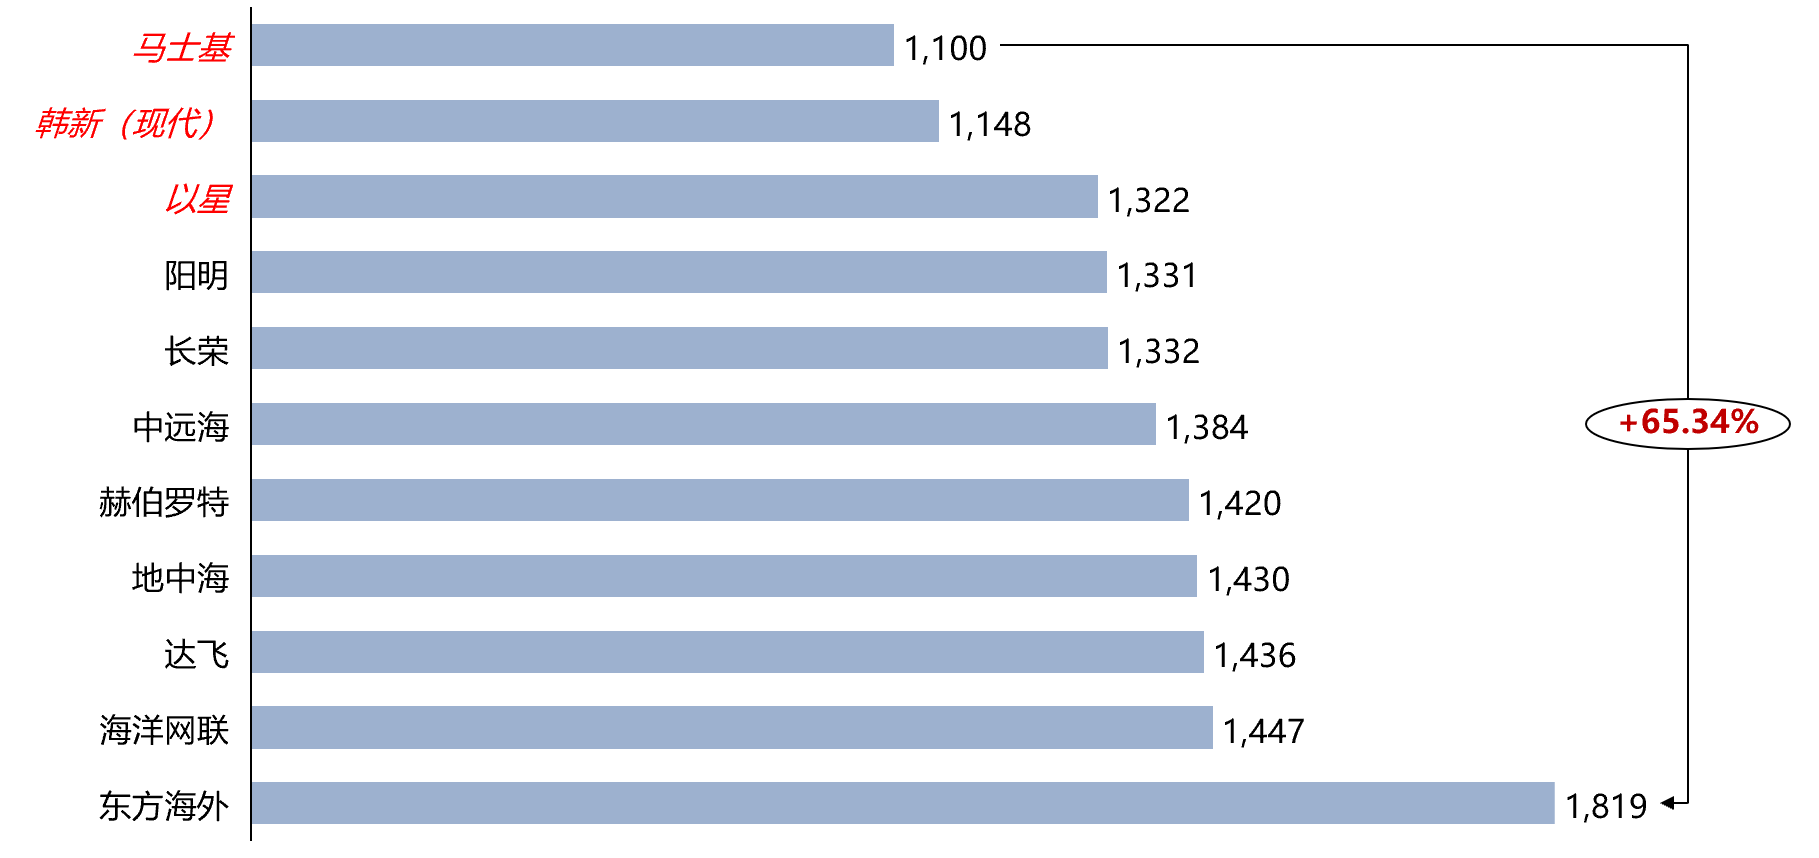 马士基 1,100
韩新（现代） 1,148
以星 1,322
阳明 1,331
长荣 1,332
中远海 1,384
+65.34%
赫伯罗特 1,420
地中海 1,430
达飞 1,436
海洋网联 1,447
东方海外 1,819